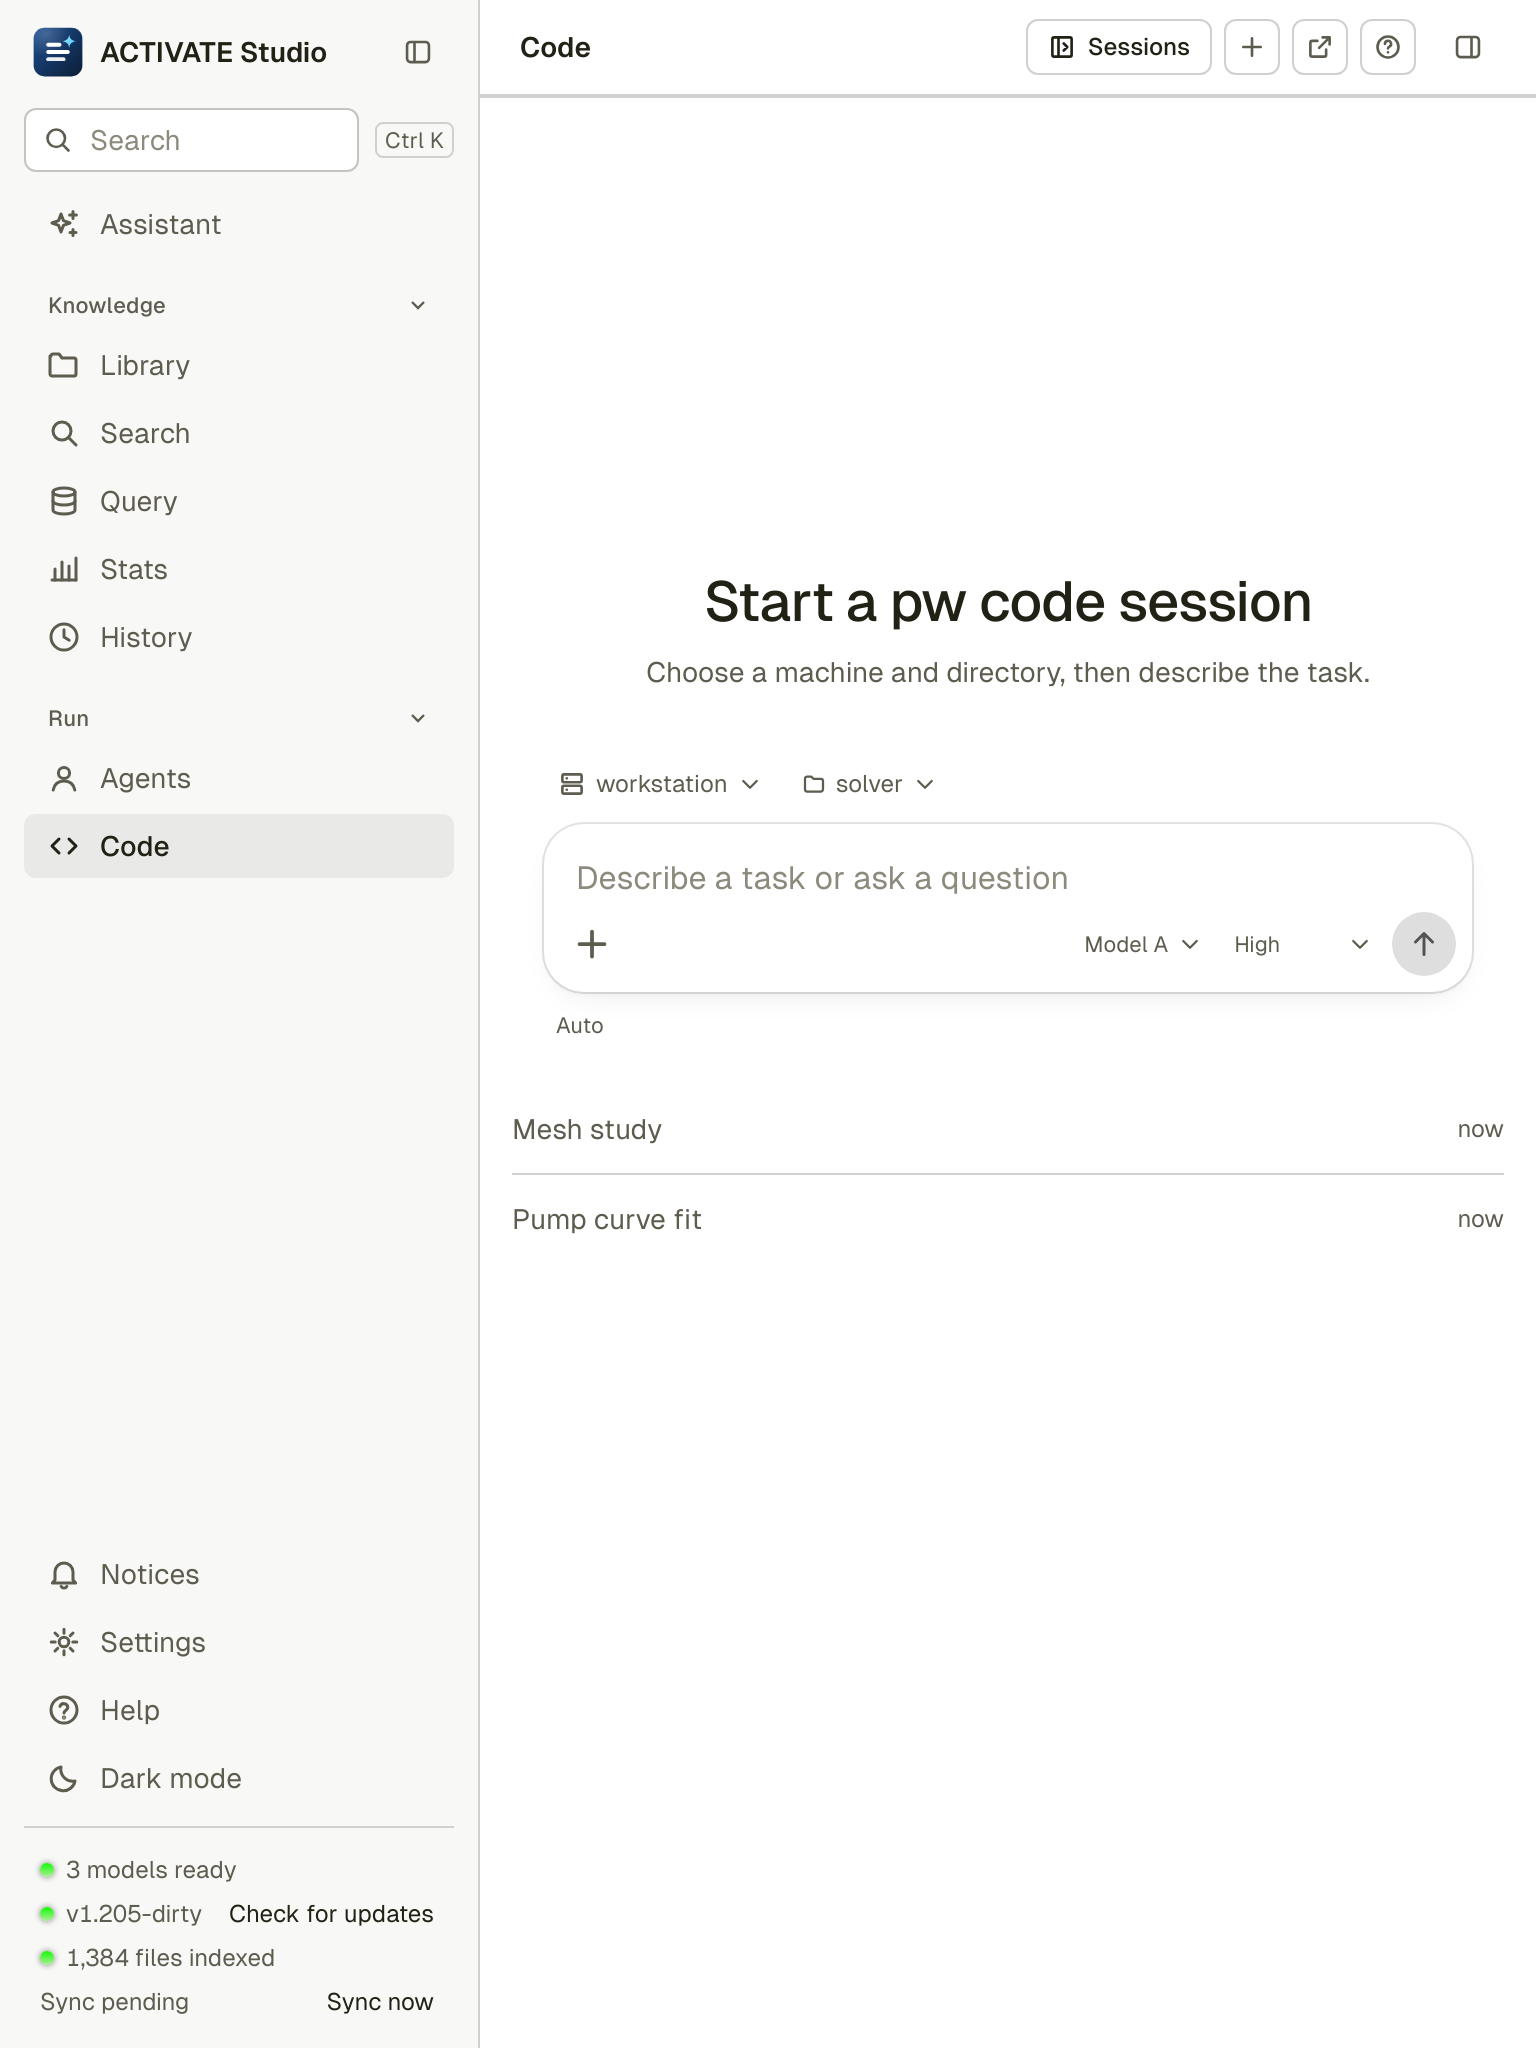 ACTIVATE Studio
Search
Ctrl K
Assistant
Knowledge
Library
Search
Query
Stats
History
Run
Agents
Code
Notices
Settings
Help
Dark mode
3 models ready
v1.205-dirty Check for updates
1,384 files indexed
Sync pending Sync now
Code
Sessions
Start a pw code session
Choose a machine and directory, then describe the task.
workstation solver
Describe a task or ask a question
Model A High
Auto
Mesh study now
Pump curve fit now